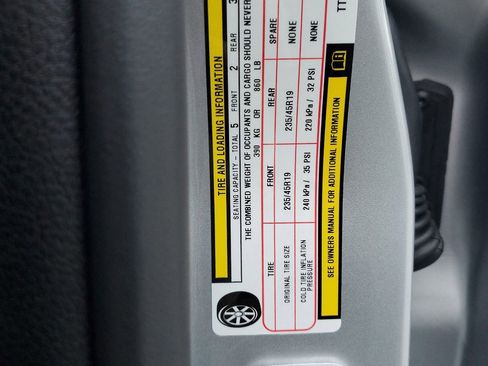 TIRE AND LOADING INFORMATION
SEATING CAPACITY – TOTAL 5 FRONT 2 REAR 3
THE COMBINED WEIGHT OF OCCUPANTS AND CARGO SHOULD NEVER
390 KG OR 860 LB
TIRE FRONT REAR SPARE
ORIGINAL TIRE SIZE 235/45R19 235/45R19 NONE
COLD TIRE INFLATION PRESSURE 240 kPa / 35 PSI 220 kPa / 32 PSI NONE
SEE OWNERS MANUAL FOR ADDITIONAL INFORMATION